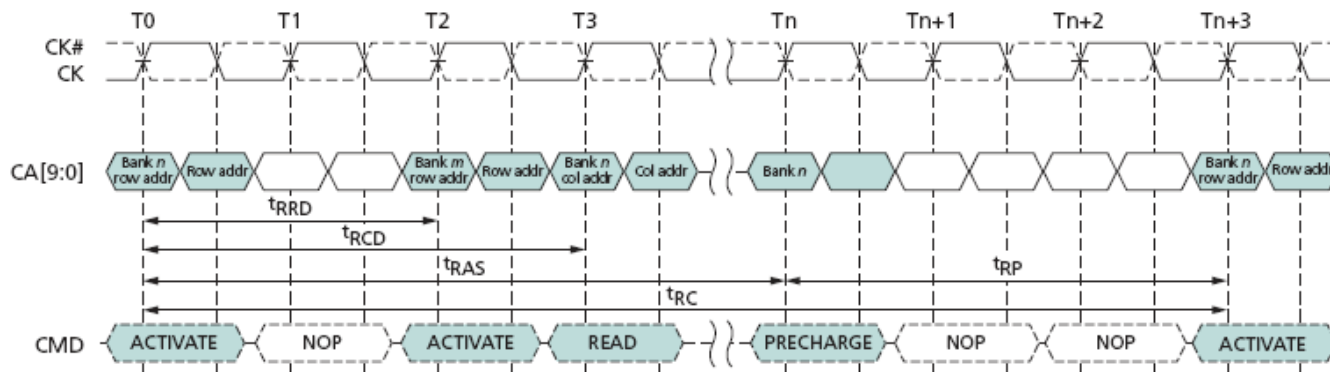 T0 T1 T2 T3 Tn Tn+1 Tn+2 Tn+3
CK#
CK
CA[9:0]
Bank n
row addr
Row addr
Bank m
row addr
Row addr
Bank n
col addr
Col addr
Bank n
Bank n
row addr
Row addr
tRRD
tRCD
tRAS tRP
tRC
CMD ACTIVATE NOP ACTIVATE READ PRECHARGE NOP NOP ACTIVATE